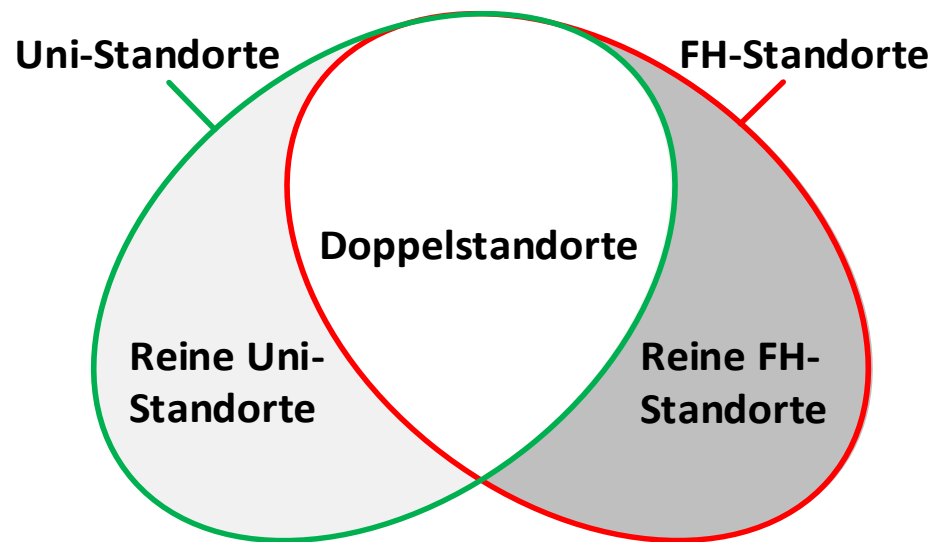 Uni-Standorte
FH-Standorte
Doppelstandorte
Reine Uni-
Standorte
Reine FH-
Standorte